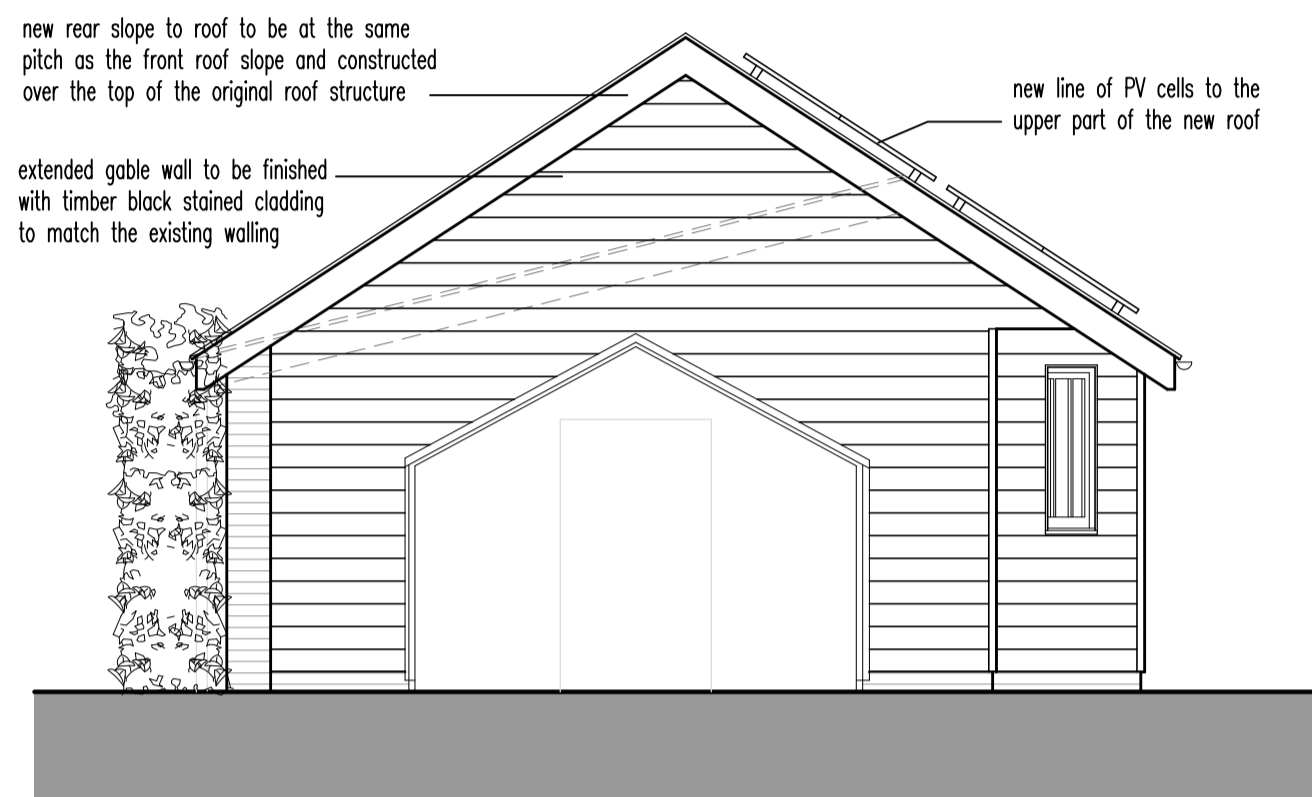 new rear slope to roof to be at the same
pitch as the front roof slope and constructed
over the top of the original roof structure
extended gable wall to be finished
with timber black stained cladding
to match the existing walling
new line of PV cells to the
upper part of the new roof